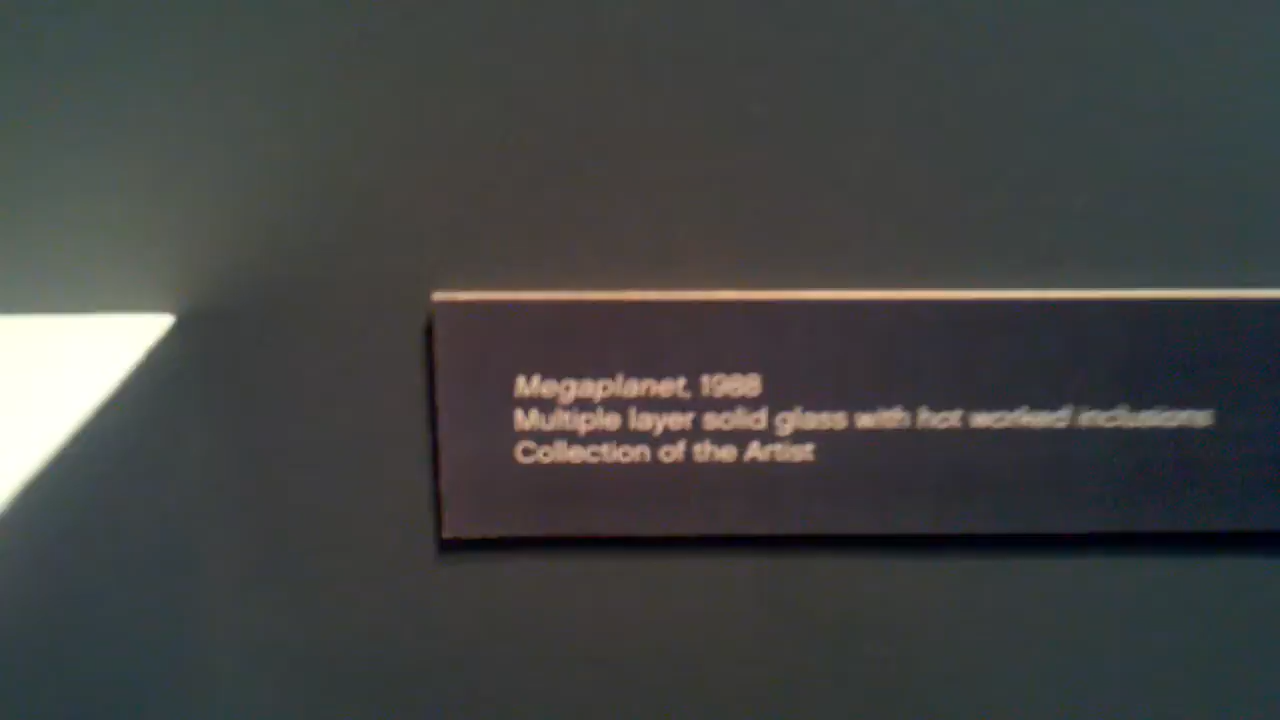 Megaplanet, 1988
Multiple layer solid glass with hot worked inclusions
Collection of the Artist